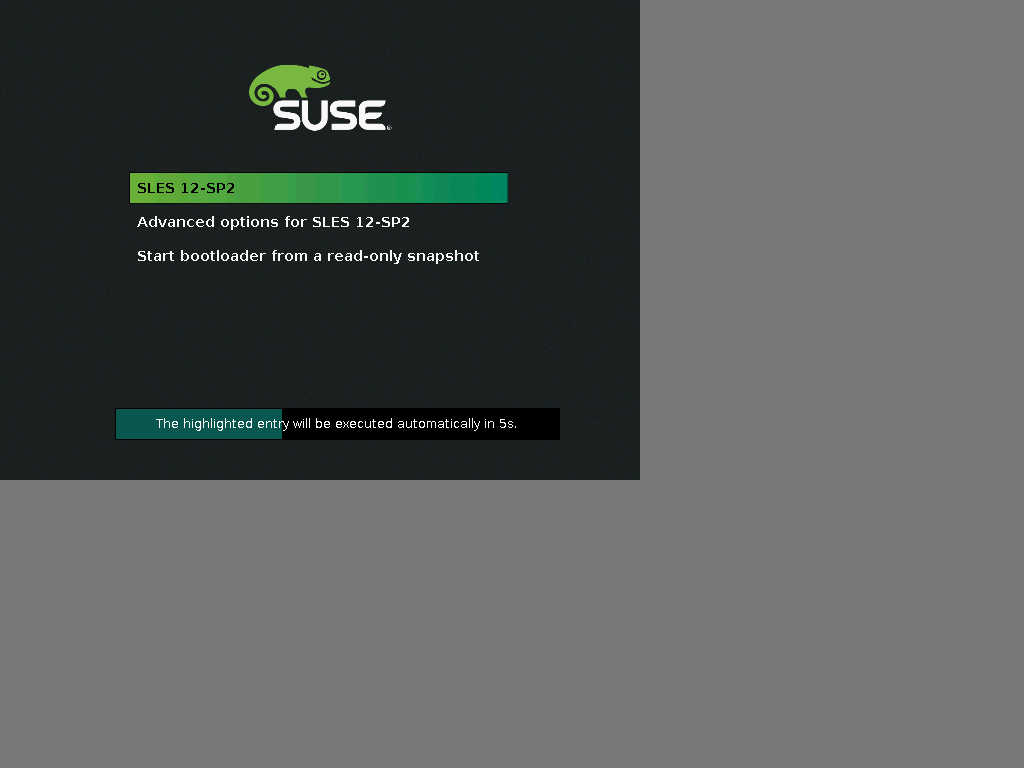 SUSE
SLES 12-SP2
Advanced options for SLES 12-SP2
Start bootloader from a read-only snapshot
The highlighted entry will be executed automatically in 5s.